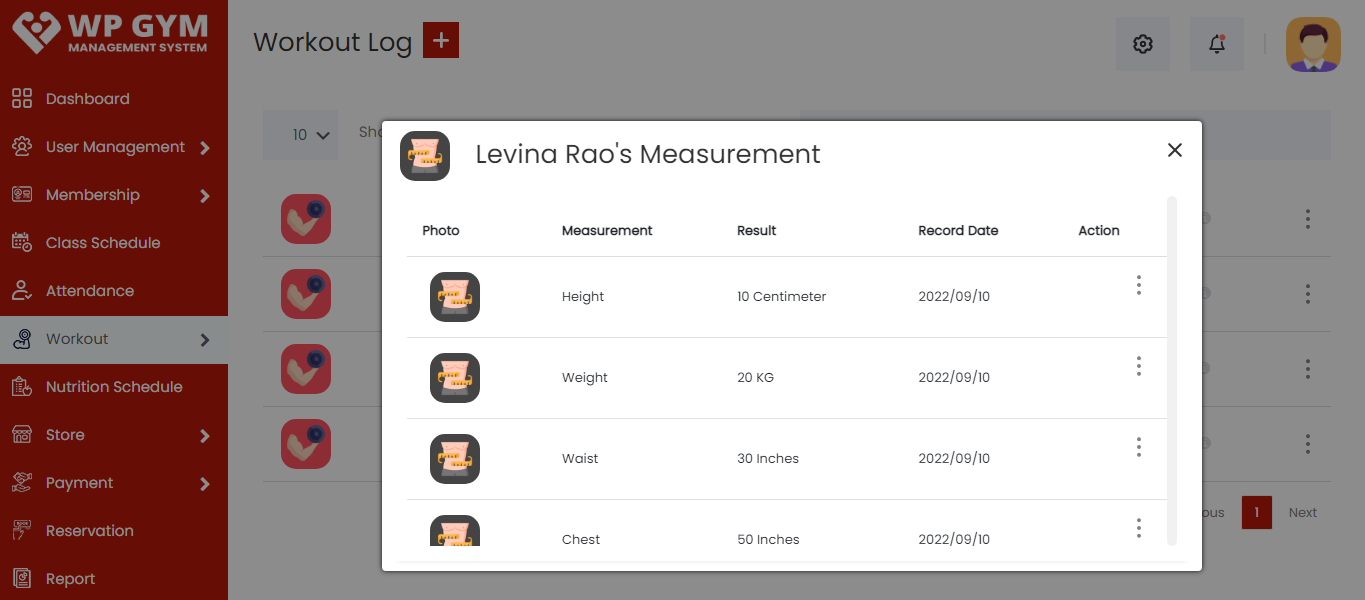 WP GYM
MANAGEMENT SYSTEM
Dashboard
User Management
Membership
Class Schedule
Attendance
Workout
Nutrition Schedule
Store
Payment
Reservation
Report
Workout Log +
10
Levina Rao's Measurement
Photo Measurement Result Record Date Action
Height 10 Centimeter 2022/09/10
Weight 20 KG 2022/09/10
Waist 30 Inches 2022/09/10
Chest 50 Inches 2022/09/10
1 Next